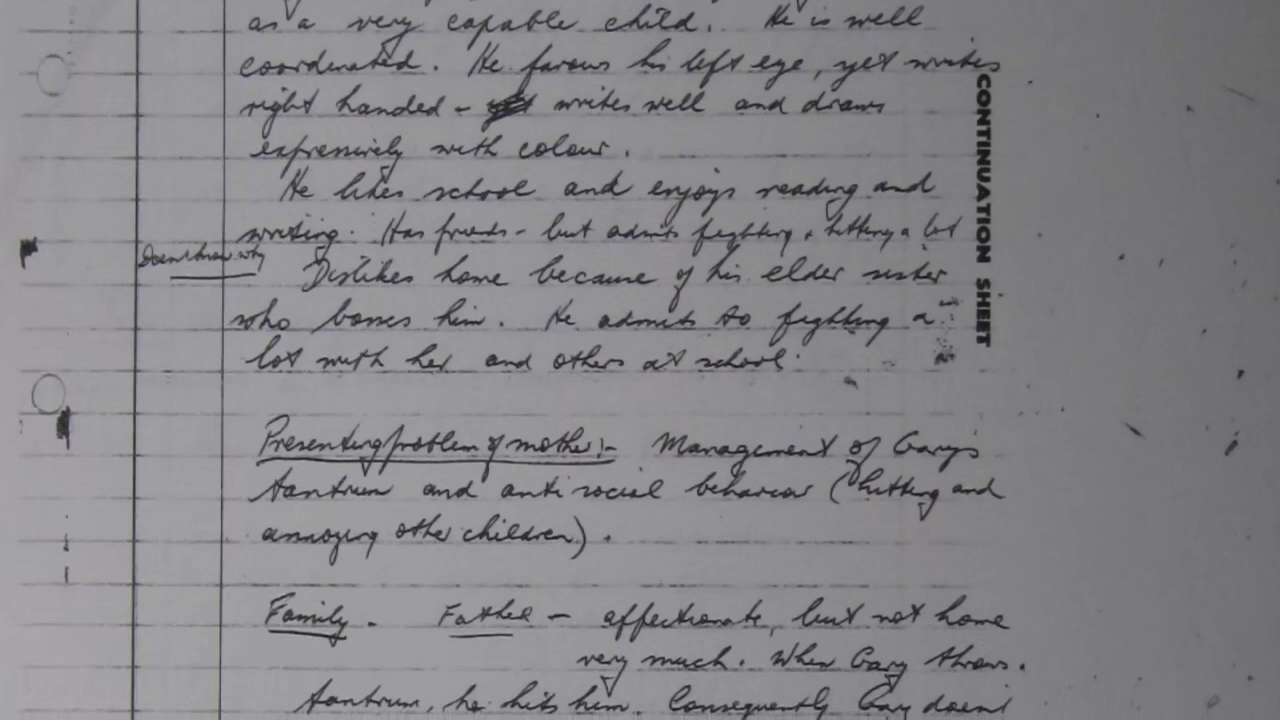 as a very capable child. He is well
coordinated. He favours his left eye, yet writes
right handed - writes well and draws
expressively with colour.
He likes school and enjoys reading and
writing. Has friends - but admits fighting & hitting a lot
Doesn't know why
Dislikes home because of his elder sister
who bosses him. He admits to fighting a
lot with her and others at school.
Presenting problem of mother:- Management of Gary's
tantrum and anti social behaviour (hitting and
annoying other children).
Family. Father - affectionate, but not home
very much. When Gary throws.
tantrum, he hits him. Consequently Gary doesn't
CONTINUATION SHEET